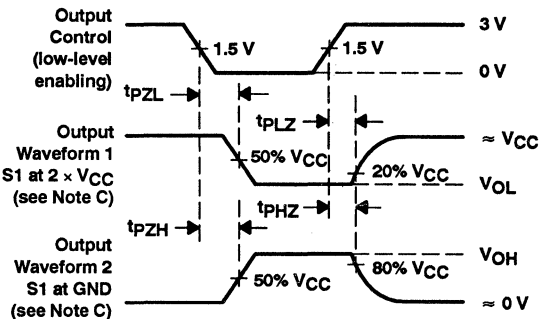 Output
Control
(low-level
enabling)
1.5 V
1.5 V
3 V
0 V
tPZL
tPLZ
Output
Waveform 1
S1 at 2 × VCC
(see Note C)
50% VCC
20% VCC
≈ VCC
VOL
tPZH
tPHZ
Output
Waveform 2
S1 at GND
(see Note C)
50% VCC
80% VCC
VOH
≈ 0 V